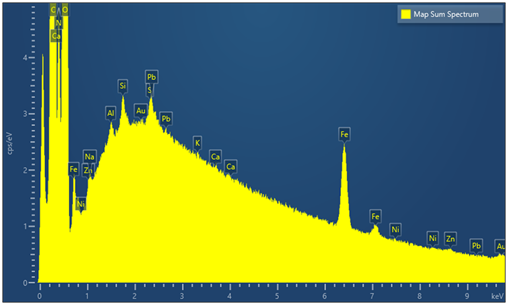 Map Sum Spectrum
C O
N
Ca
4
Pb
Si S
3
Al Au Pb
K
Fe
Na Ca
Fe Zn Ca
2
Ni
Fe
1
Ni
Ni Zn
Pb Au
0
cps/eV
0 1 2 3 4 5 6 7 8 9 keV